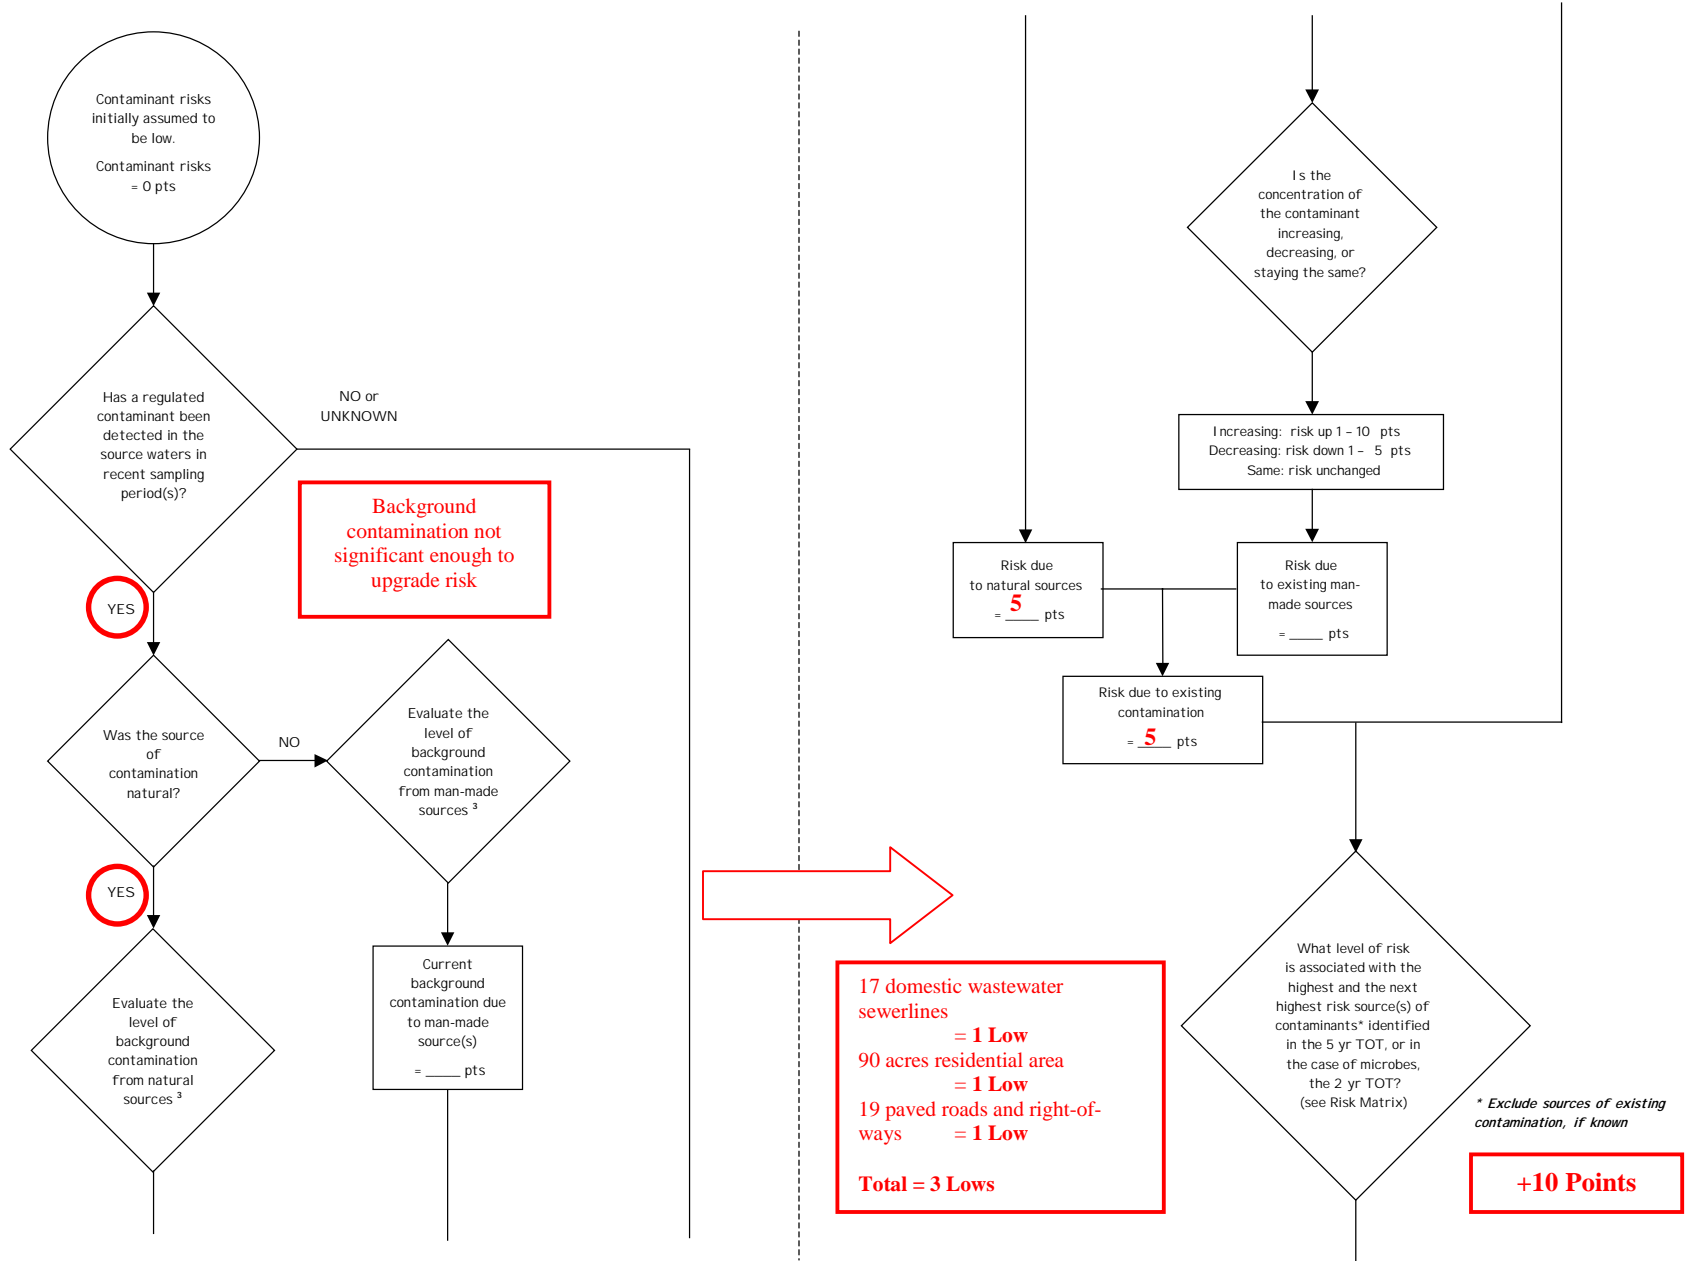 Contaminant risks
initially assumed to
be low.
Contaminant risks
= 0 pts
Has a regulated
contaminant been
detected in the
source waters in
recent sampling
period(s)?
NO or
UNKNOWN
Background
contamination not
significant enough to
upgrade risk
YES
Was the source
of
contamination
natural?
NO
Evaluate the
level of
background
contamination
from man-made
sources ³
YES
Evaluate the
level of
background
contamination
from natural
sources ³
Current
background
contamination due
to man-made
source(s)
= _____ pts
Is the
concentration of
the contaminant
increasing,
decreasing, or
staying the same?
Increasing: risk up 1 – 10 pts
Decreasing: risk down 1 – 5 pts
Same: risk unchanged
Risk due
to natural sources
= 5 pts
Risk due
to existing man-
made sources
= _____ pts
Risk due to existing
contamination
= 5 pts
17 domestic wastewater
sewerlines
= 1 Low
90 acres residential area
= 1 Low
19 paved roads and right-of-
ways = 1 Low
Total = 3 Lows
What level of risk
is associated with the
highest and the next
highest risk source(s) of
contaminants* identified
in the 5 yr TOT, or in
the case of microbes,
the 2 yr TOT?
(see Risk Matrix)
* Exclude sources of existing
contamination, if known
+10 Points